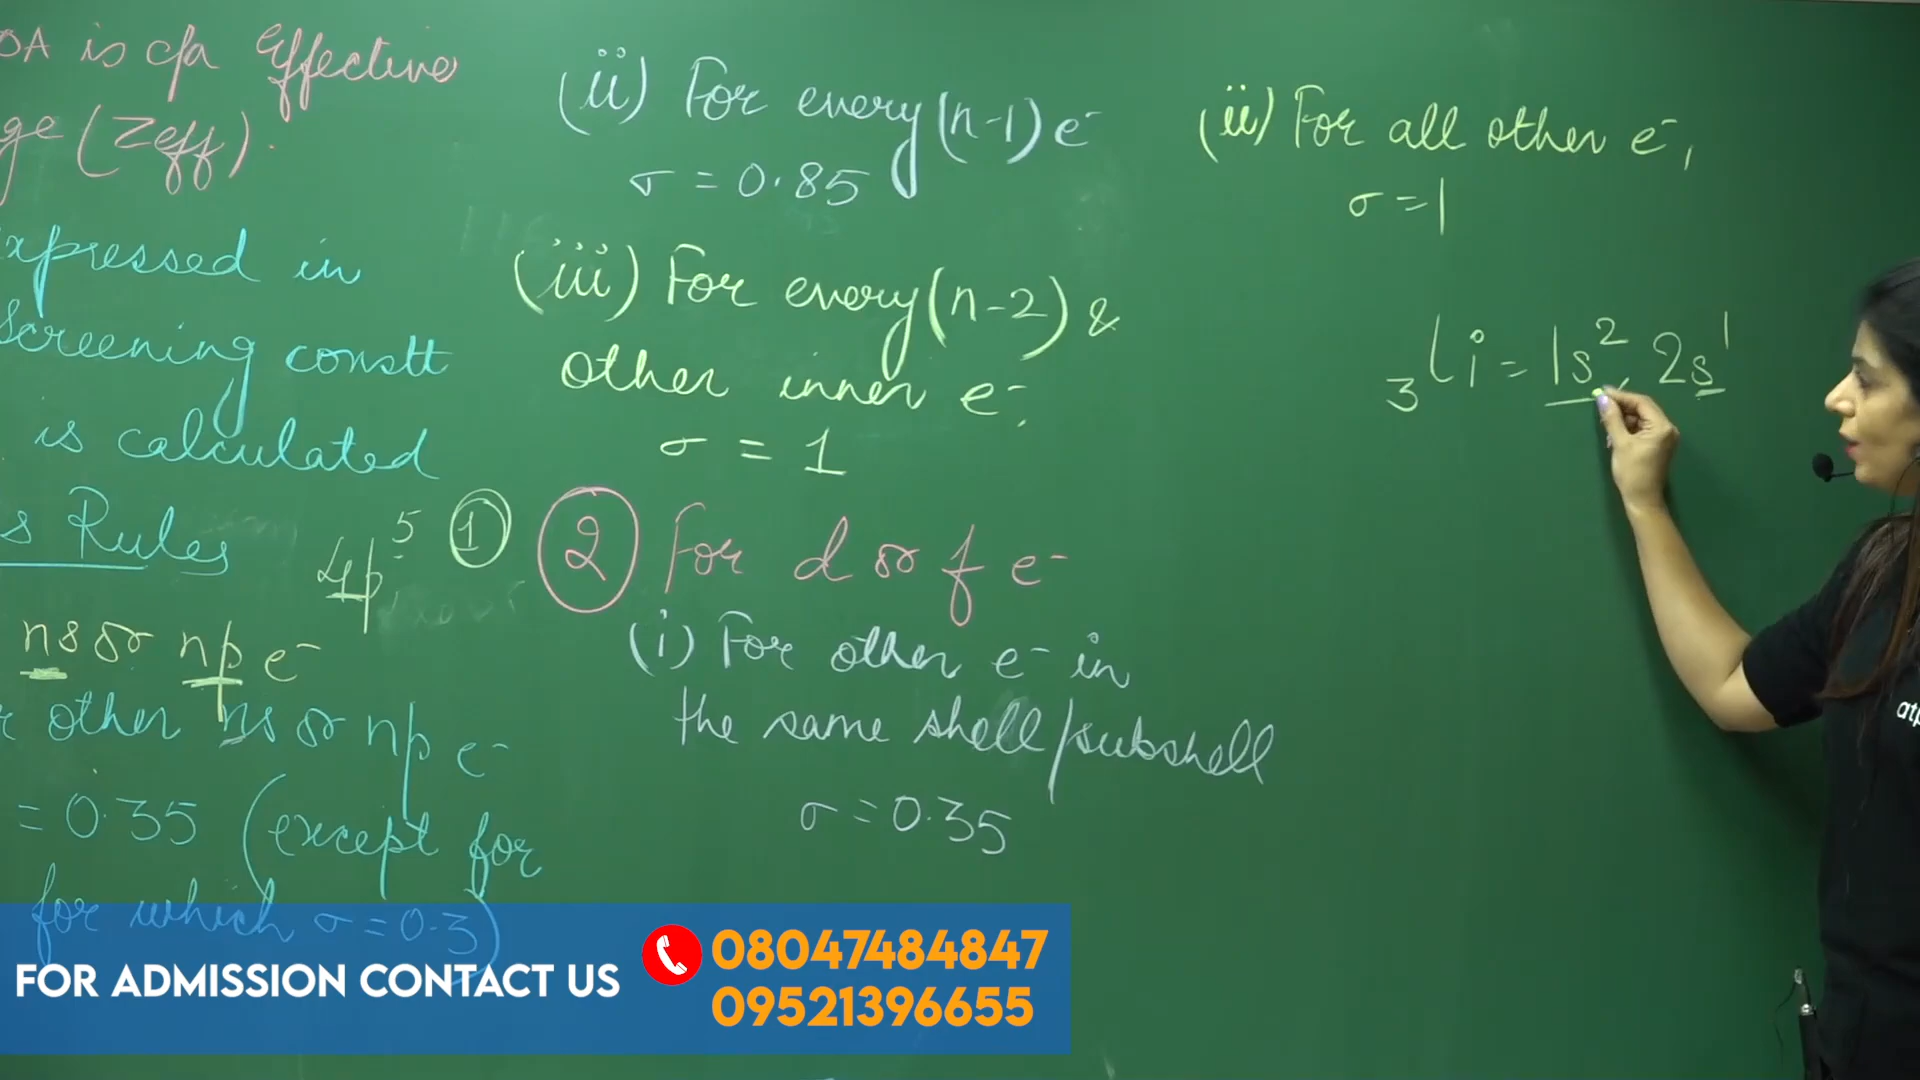 OA is c/a Effective
ge (Zeff).
xpressed in
Screening constt
is calculated
s Rules
4p⁵ ①
ns or np e⁻
other ns or np e⁻
= 0.35 (except for
for which σ = 0.3)
(ii) For every (n-1) e⁻
σ = 0.85
(iii) For every (n-2) &
other inner e⁻.
σ = 1
② For d or f e⁻
(i) For other e⁻ in
the same shell/subshell
σ = 0.35
(ii) For all other e⁻,
σ = 1
₃Li = 1s², 2s¹
FOR ADMISSION CONTACT US
08047484847
09521396655